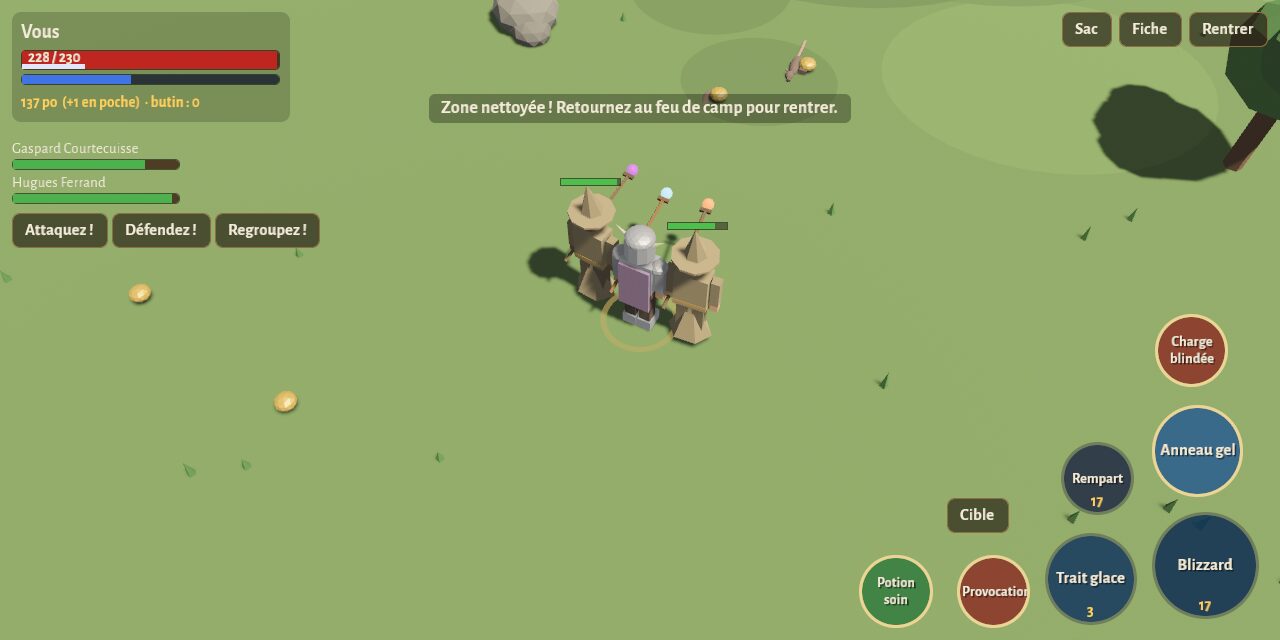 Vous
228 / 230
137 po (+1 en poche) · butin : 0
Gaspard Courtecuisse
Hugues Ferrand
Attaquez ! Défendez ! Regroupez !
Zone nettoyée ! Retournez au feu de camp pour rentrer.
Sac Fiche Rentrer
Charge
blindée
Anneau gel
Rempart
17
Cible
Potion
soin
Provocation
Trait glace
3
Blizzard
17